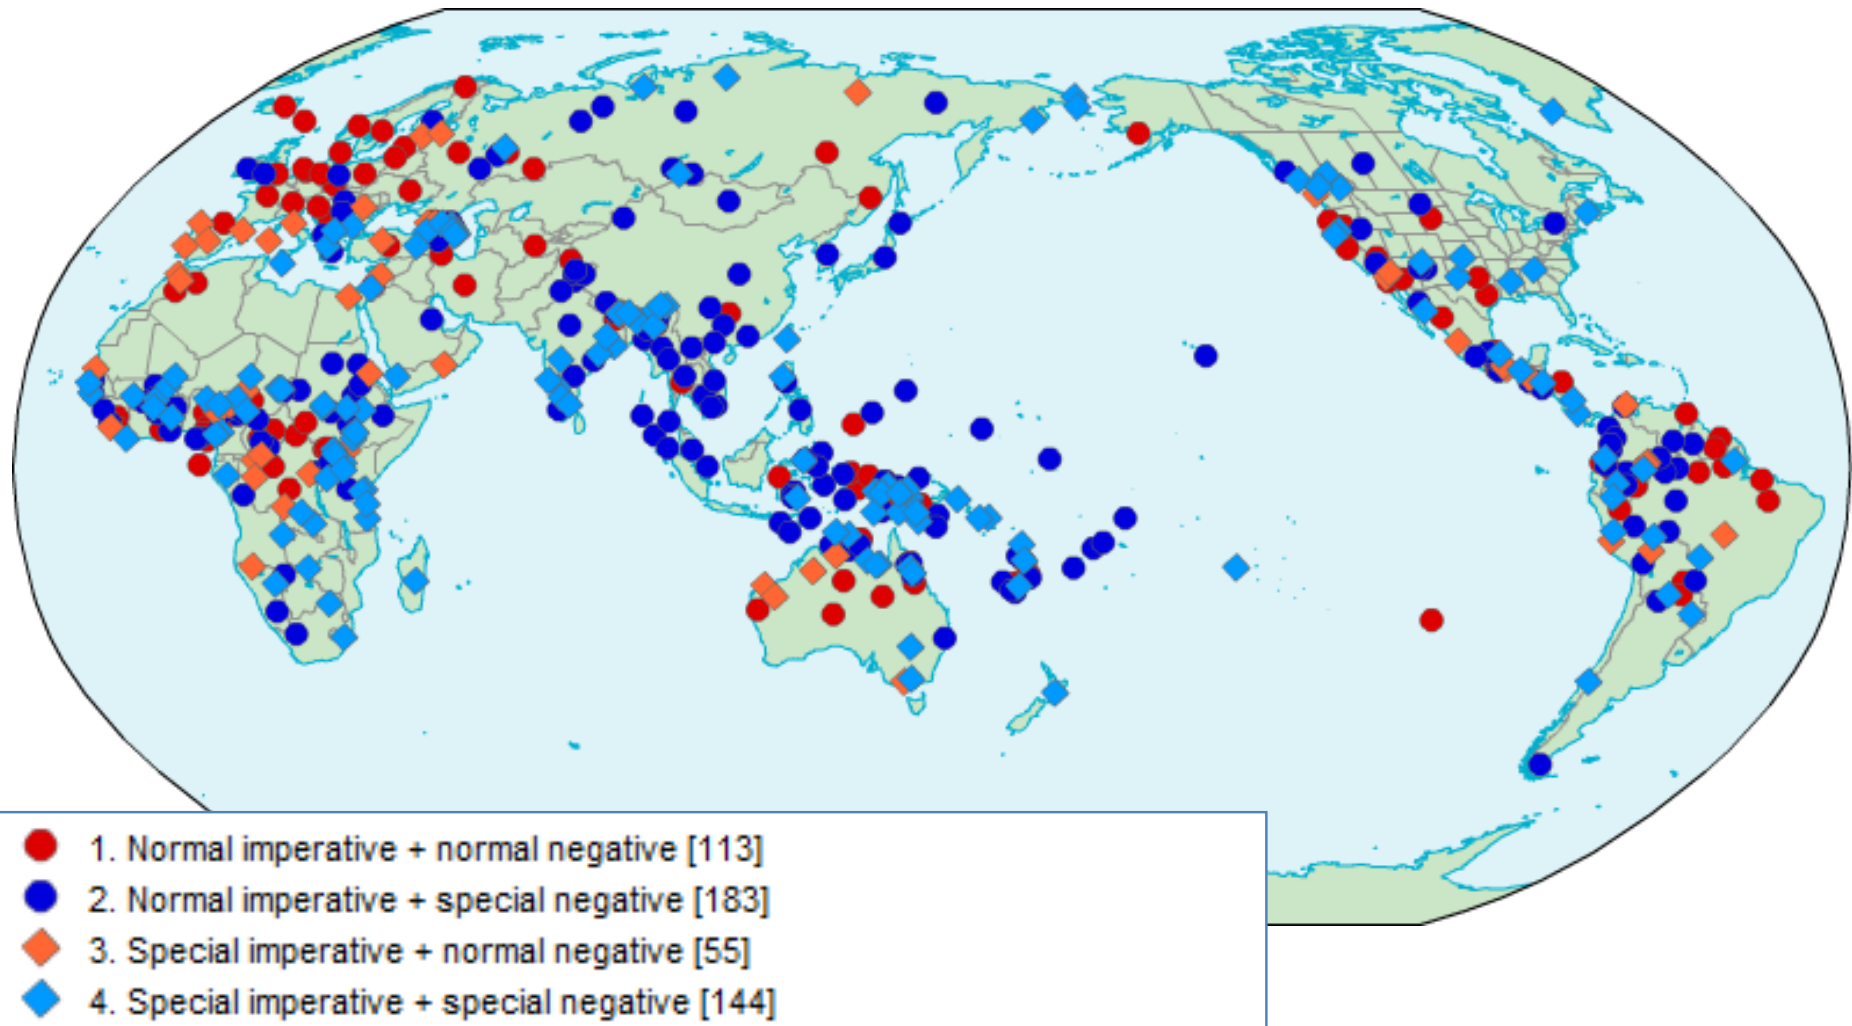 1. Normal imperative + normal negative [113]
2. Normal imperative + special negative [183]
3. Special imperative + normal negative [55]
4. Special imperative + special negative [144]